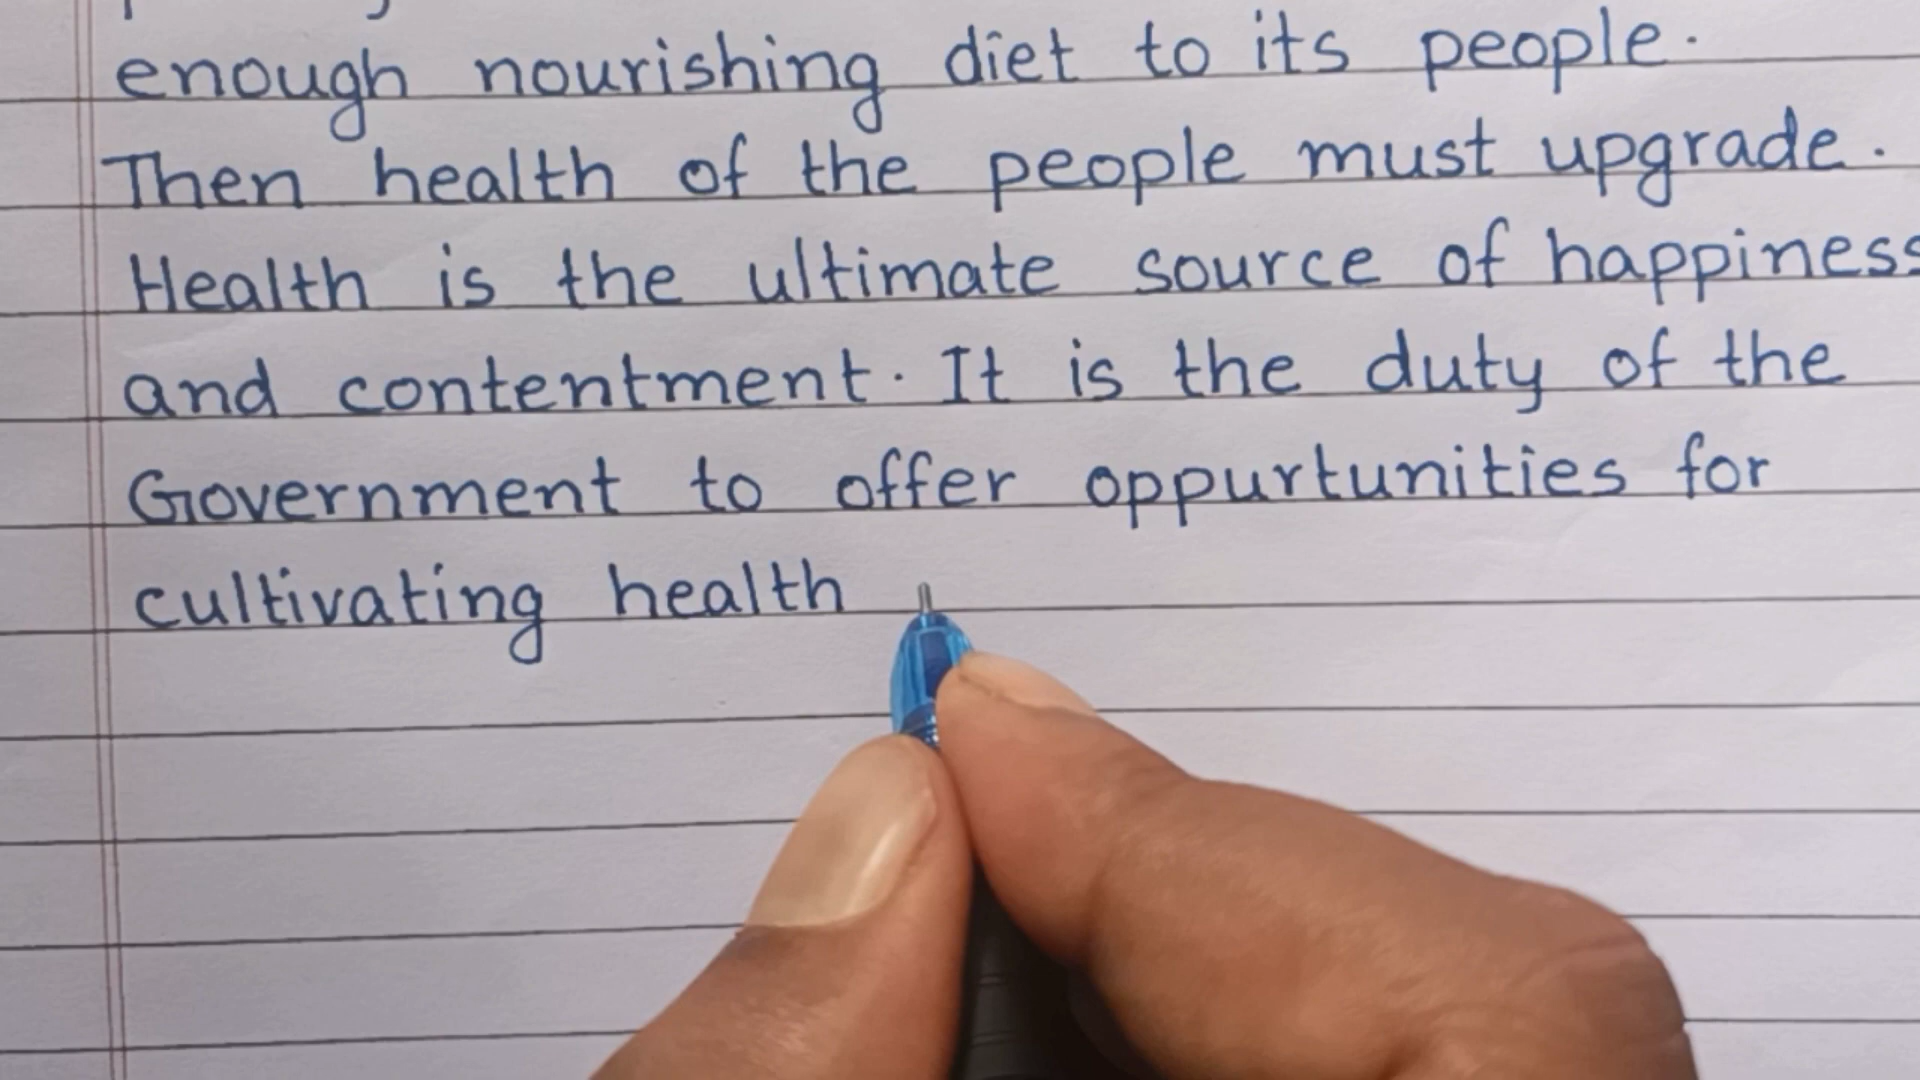 enough nourishing diet to its people.
Then health of the people must upgrade.
Health is the ultimate source of happiness
and contentment. It is the duty of the
Government to offer oppurtunities for
cultivating health